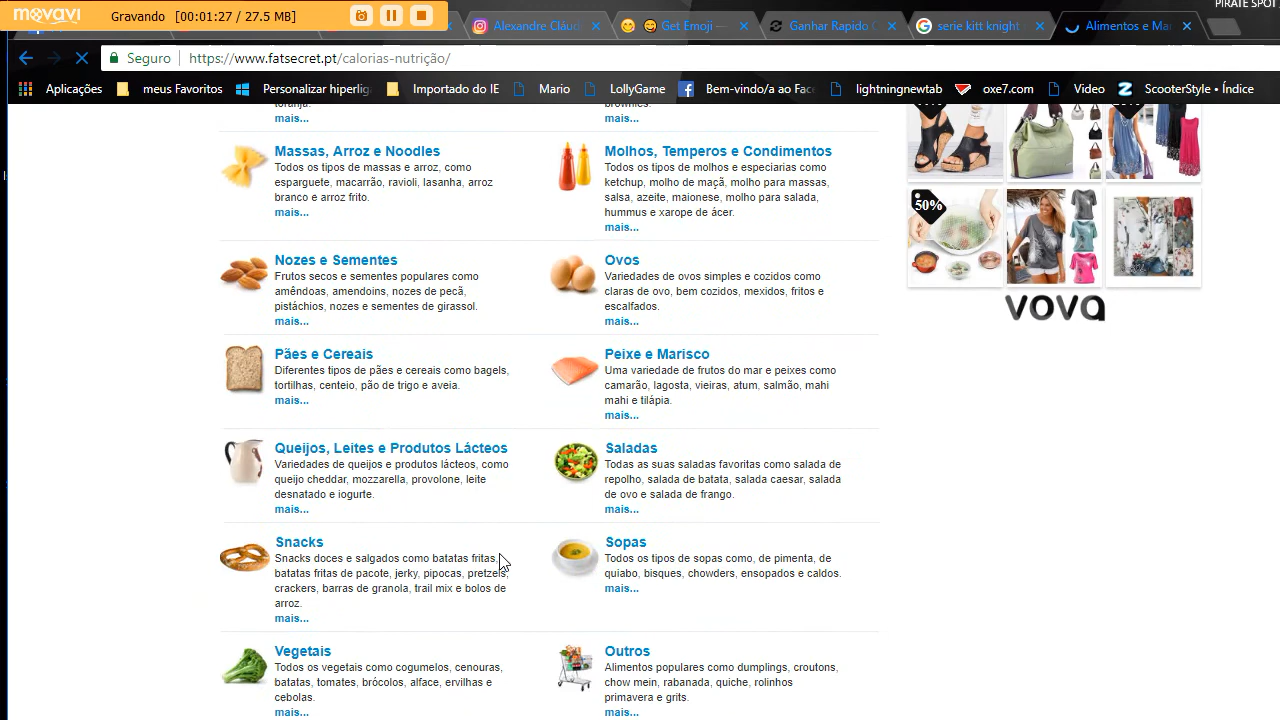 movavi
Gravando [00:01:27 / 27.5 MB]
PIRATE SPOT
Alexandre Cláud
Get Emoji —
Ganhar Rapido C
serie kitt knight
Alimentos e Ma
Seguro https://www.fatsecret.pt/calorias-nutrição/
Aplicações meus Favoritos Personalizar hiperlig Importado do IE Mario LollyGame Bem-vindo/a ao Fac lightningnewtab oxe7.com Video ScooterStyle • Índice
toranja.
mais...
brownies.
mais...
Massas, Arroz e Noodles
Todos os tipos de massas e arroz, como
esparguete, macarrão, ravioli, lasanha, arroz
branco e arroz frito.
mais...
Molhos, Temperos e Condimentos
Todos os tipos de molhos e especiarias como
ketchup, molho de maçã, molho para massas,
salsa, azeite, maionese, molho para salada,
hummus e xarope de ácer.
mais...
Nozes e Sementes
Frutos secos e sementes populares como
amêndoas, amendoins, nozes de pecã,
pistáchios, nozes e sementes de girassol.
mais...
Ovos
Variedades de ovos simples e cozidos como
claras de ovo, bem cozidos, mexidos, fritos e
escalfados.
mais...
Pães e Cereais
Diferentes tipos de pães e cereais como bagels,
tortilhas, centeio, pão de trigo e aveia.
mais...
Peixe e Marisco
Uma variedade de frutos do mar e peixes como
camarão, lagosta, vieiras, atum, salmão, mahi
mahi e tilápia.
mais...
Queijos, Leites e Produtos Lácteos
Variedades de queijos e produtos lácteos, como
queijo cheddar, mozzarella, provolone, leite
desnatado e iogurte.
mais...
Saladas
Todas as suas saladas favoritas como salada de
repolho, salada de batata, salada caesar, salada
de ovo e salada de frango.
mais...
Snacks
Snacks doces e salgados como batatas fritas,
batatas fritas de pacote, jerky, pipocas, pretzels,
crackers, barras de granola, trail mix e bolos de
arroz.
mais...
Sopas
Todos os tipos de sopas como, de pimenta, de
quiabo, bisques, chowders, ensopados e caldos.
mais...
Vegetais
Todos os vegetais como cogumelos, cenouras,
batatas, tomates, brócolos, alface, ervilhas e
cebolas.
mais...
Outros
Alimentos populares como dumplings, croutons,
chow mein, rabanada, quiche, rolinhos
primavera e grits.
mais...
50%
vova